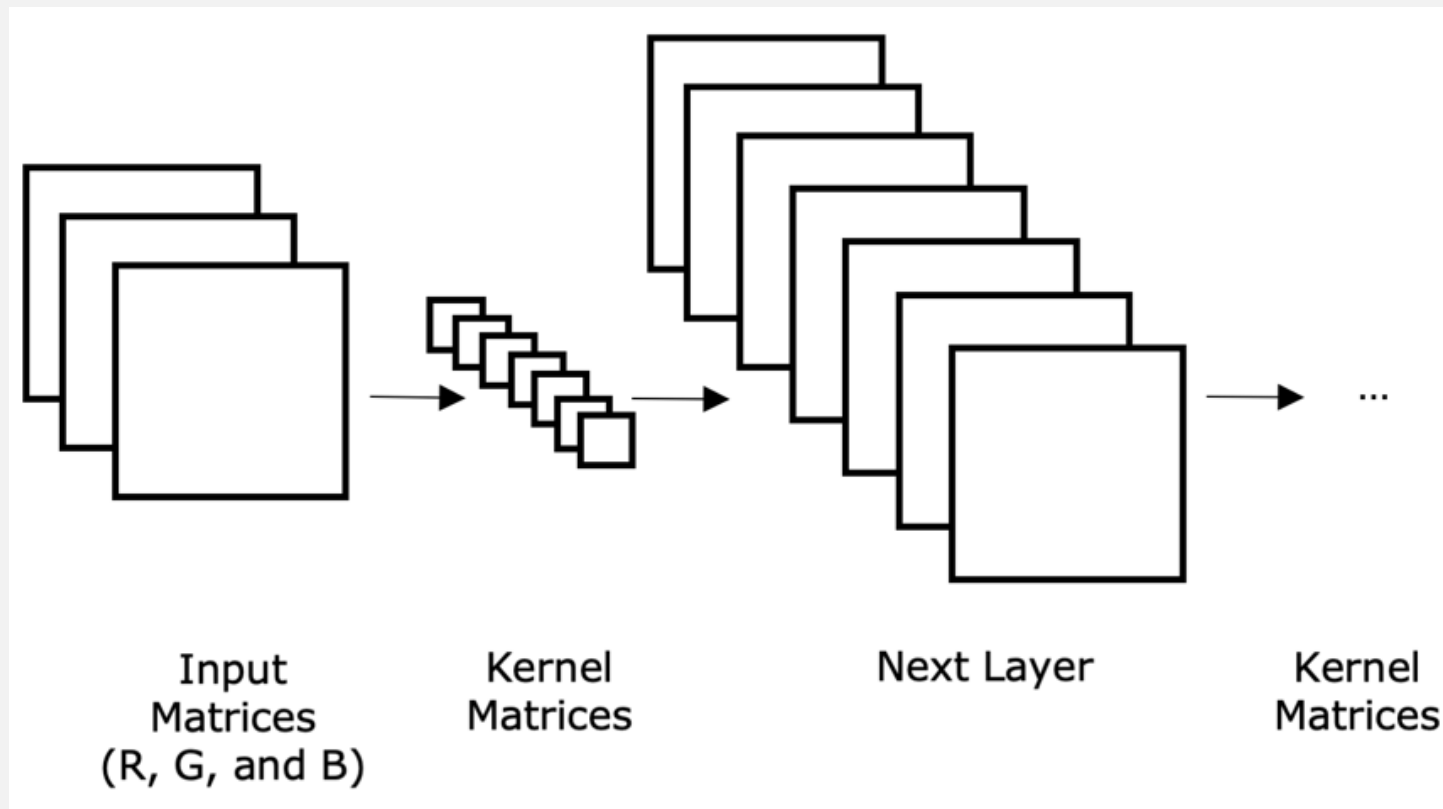 ...
Input
Matrices
(R, G, and B)
Kernel
Matrices
Next Layer
Kernel
Matrices